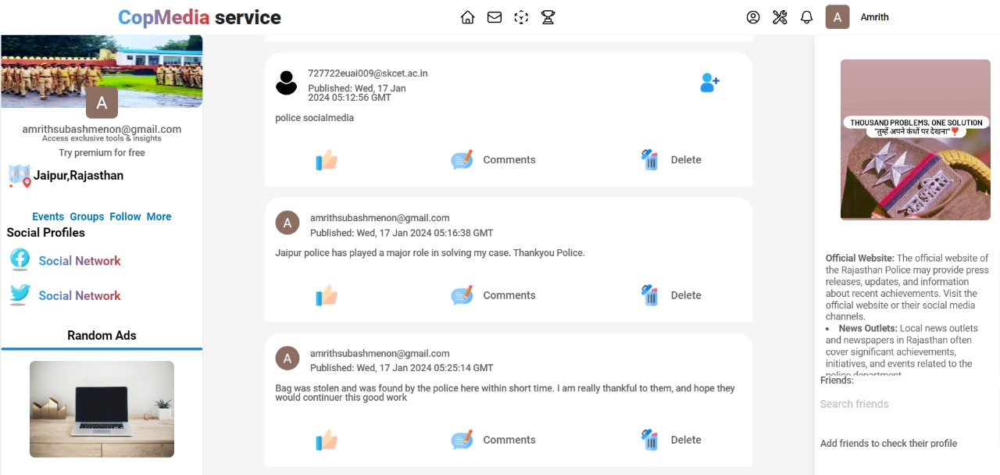 CopMedia service
A
Amrith
A
amrithsubashmenon@gmail.com
Access exclusive tools & insights
Try premium for free
Jaipur,Rajasthan
Events Groups Follow More
Social Profiles
Social Network
Social Network
Random Ads
727722euai009@skcet.ac.in
Published: Wed, 17 Jan
2024 05:12:56 GMT
police socialmedia
Comments
Delete
A
amrithsubashmenon@gmail.com
Published: Wed, 17 Jan 2024 05:16:38 GMT
Jaipur police has played a major role in solving my case. Thankyou Police.
Comments
Delete
A
amrithsubashmenon@gmail.com
Published: Wed, 17 Jan 2024 05:25:14 GMT
Bag was stolen and was found by the police here within short time. I am really thankful to them, and hope they
would continuer this good work
Comments
Delete
THOUSAND PROBLEMS, ONE SOLUTION
"तुम्हें अपने कंधों पर देखना"❣️
Official Website: The official website of
the Rajasthan Police may provide press
releases, updates, and information
about recent achievements. Visit the
official website or their social media
channels.
• News Outlets: Local news outlets
and newspapers in Rajasthan often
cover significant achievements,
initiatives, and events related to the
police department
Friends:
Search friends
Add friends to check their profile